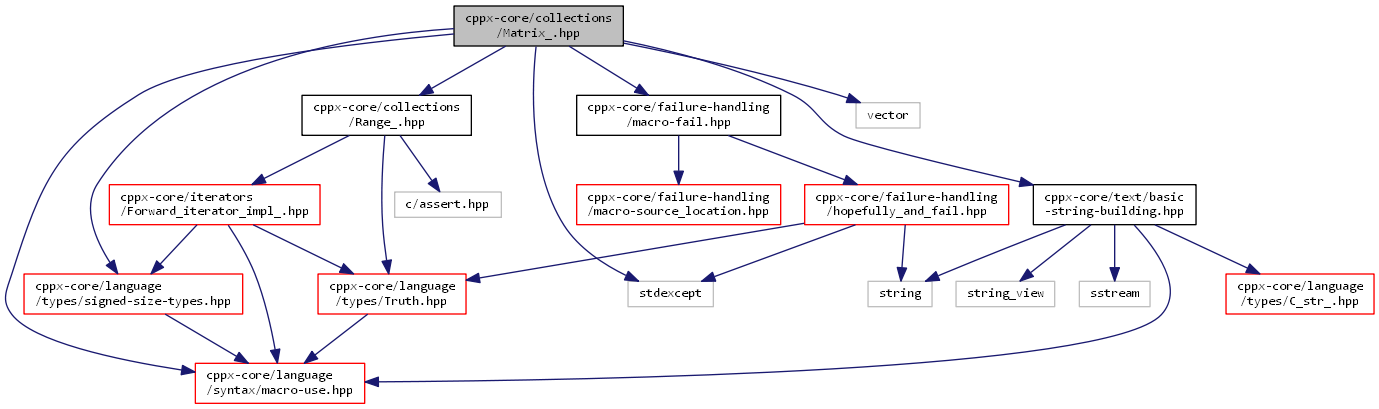 cppx-core/collections
/Matrix_.hpp
cppx-core/collections
/Range_.hpp
cppx-core/failure-handling
/macro-fail.hpp
vector
cppx-core/iterators
/Forward_iterator_impl_.hpp
c/assert.hpp
cppx-core/failure-handling
/macro-source_location.hpp
cppx-core/failure-handling
/hopefully_and_fail.hpp
cppx-core/text/basic
-string-building.hpp
cppx-core/language
/types/signed-size-types.hpp
cppx-core/language
/types/Truth.hpp
stdexcept
string
string_view
sstream
cppx-core/language
/types/C_str_.hpp
cppx-core/language
/syntax/macro-use.hpp